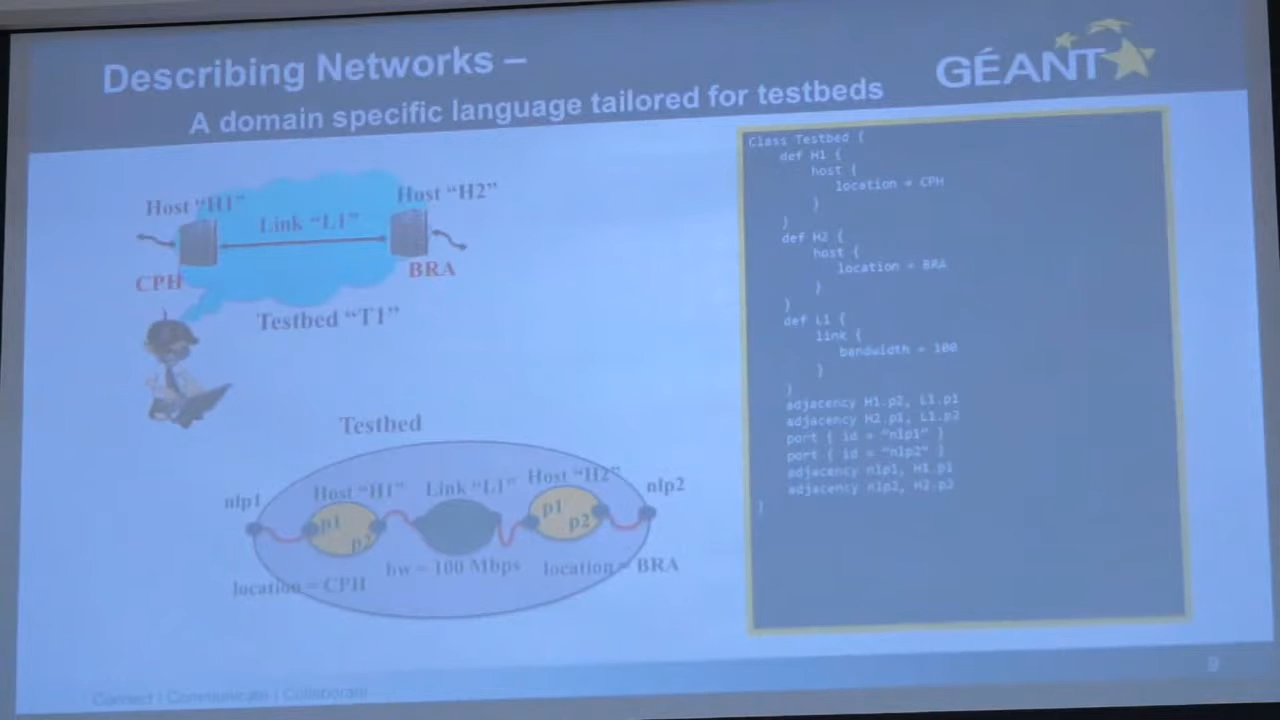 Describing Networks –
A domain specific language tailored for testbeds
GÉANT
Host “H1”
Host “H2”
Link “L1”
CPH
BRA
Testbed “T1”
Testbed
nlp1
Host “H1”
Link “L1”
Host “H2”
nlp2
p1
p2
p1
p2
location = CPH
bw = 100 Mbps
location = BRA
Class Testbed {
def H1 {
host {
location = CPH
}
}
def H2 {
host {
location = BRA
}
}
def L1 {
link {
bandwidth = 100
}
}
adjacency H1.p2, L1.p1
adjacency H2.p1, L1.p2
port { id = "nlp1" }
port { id = "nlp2" }
adjacency nlp1, H1.p1
adjacency nlp2, H2.p2
}
Connect | Communicate | Collaborate
9